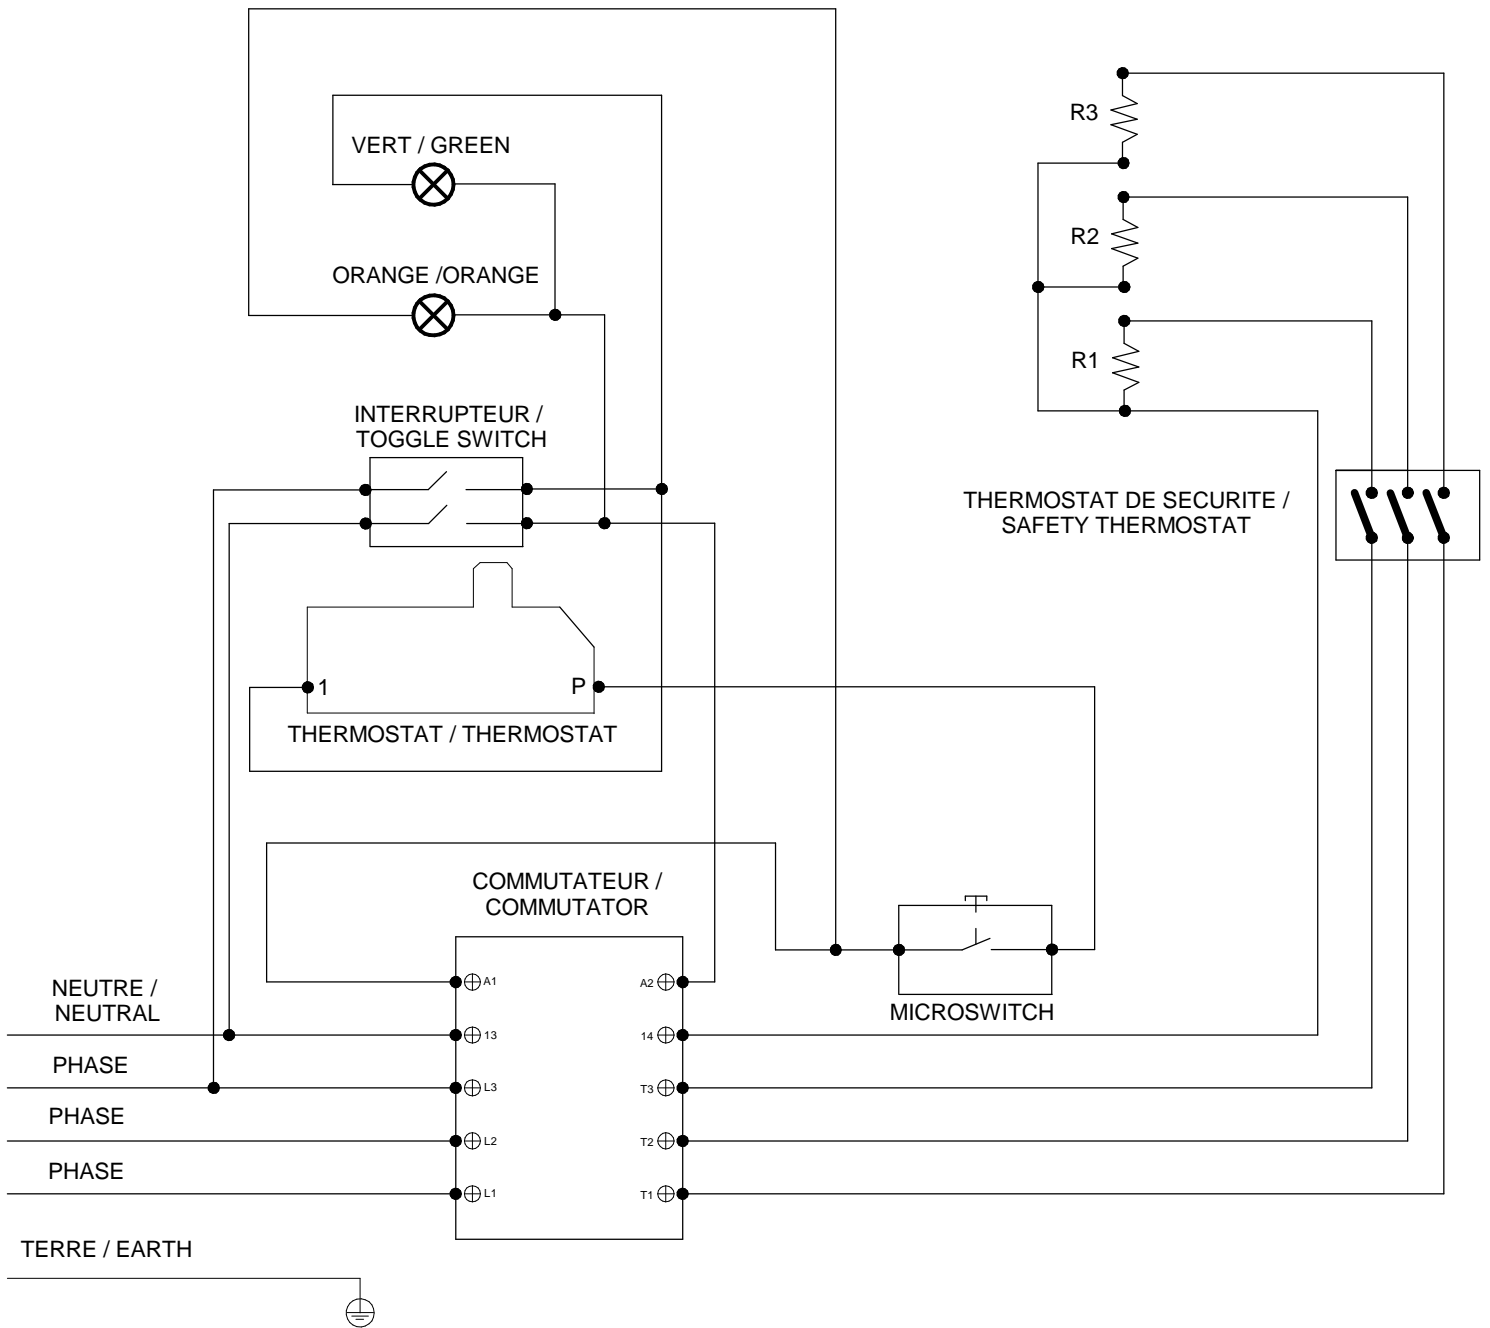 R3
VERT / GREEN
R2
ORANGE /ORANGE
R1
INTERRUPTEUR /
TOGGLE SWITCH
THERMOSTAT DE SECURITE /
SAFETY THERMOSTAT
1
P
THERMOSTAT / THERMOSTAT
COMMUTATEUR /
COMMUTATOR
A1
A2
NEUTRE /
NEUTRAL
MICROSWITCH
13
14
PHASE
L3
T3
PHASE
L2
T2
PHASE
L1
T1
TERRE / EARTH